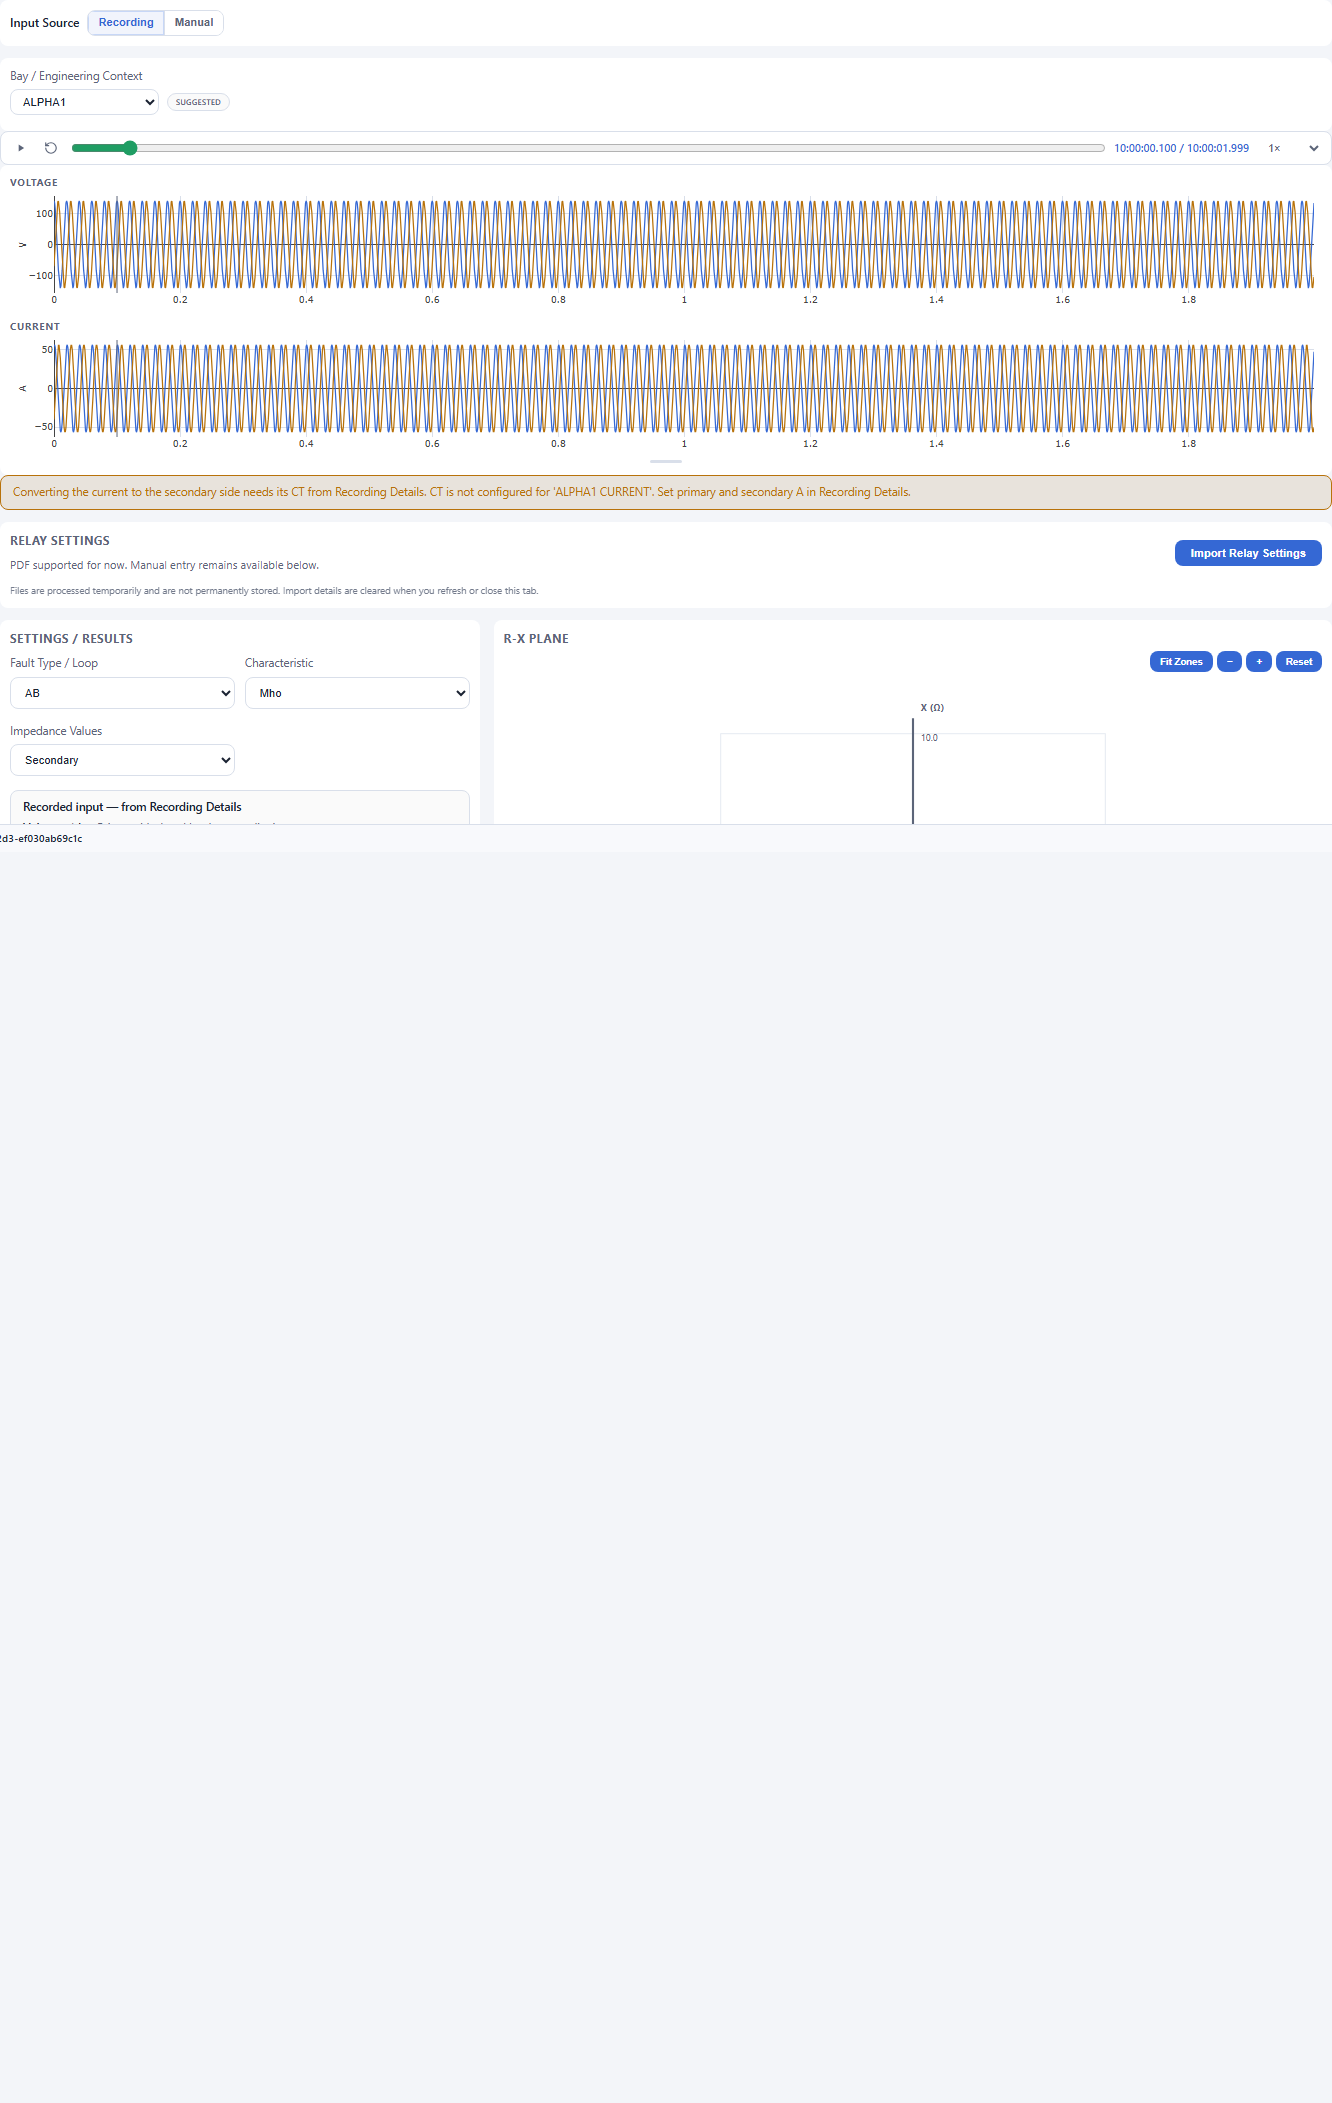 Input Source Recording Manual
Bay / Engineering Context
ALPHA1 SUGGESTED
10:00:00.100 / 10:00:01.999 1×
VOLTAGE
100
V 0
−100
0 0.2 0.4 0.6 0.8 1 1.2 1.4 1.6 1.8
CURRENT
50
A 0
−50
0 0.2 0.4 0.6 0.8 1 1.2 1.4 1.6 1.8
Converting the current to the secondary side needs its CT from Recording Details. CT is not configured for 'ALPHA1 CURRENT'. Set primary and secondary A in Recording Details.
RELAY SETTINGS
Import Relay Settings
PDF supported for now. Manual entry remains available below.
Files are processed temporarily and are not permanently stored. Import details are cleared when you refresh or close this tab.
SETTINGS / RESULTS
Fault Type / Loop Characteristic
AB Mho
Impedance Values
Secondary
Recorded input — from Recording Details
R-X PLANE
Fit Zones − + Reset
X (Ω)
10.0
2d3-ef030ab69c1c